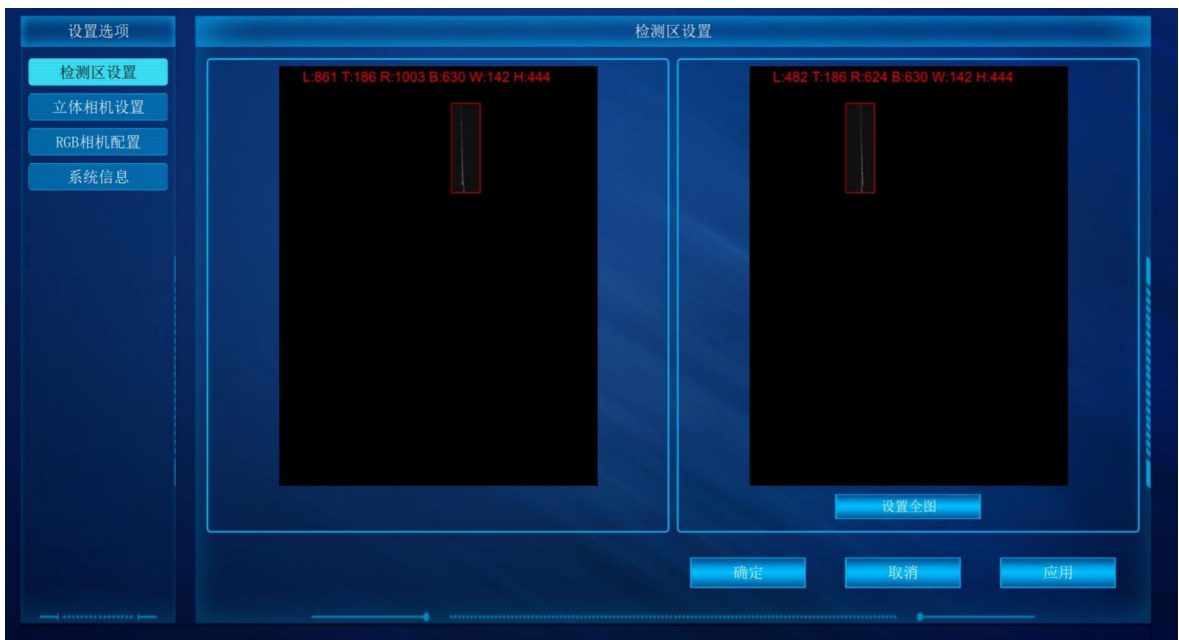 设置选项
检测区设置
检测区设置
立体相机设置
RGB相机配置
系统信息
L:861 T:186 R:1003 B:630 W:142 H:444
L:482 T:186 R:624 B:630 W:142 H:444
设置全图
确定
取消
应用